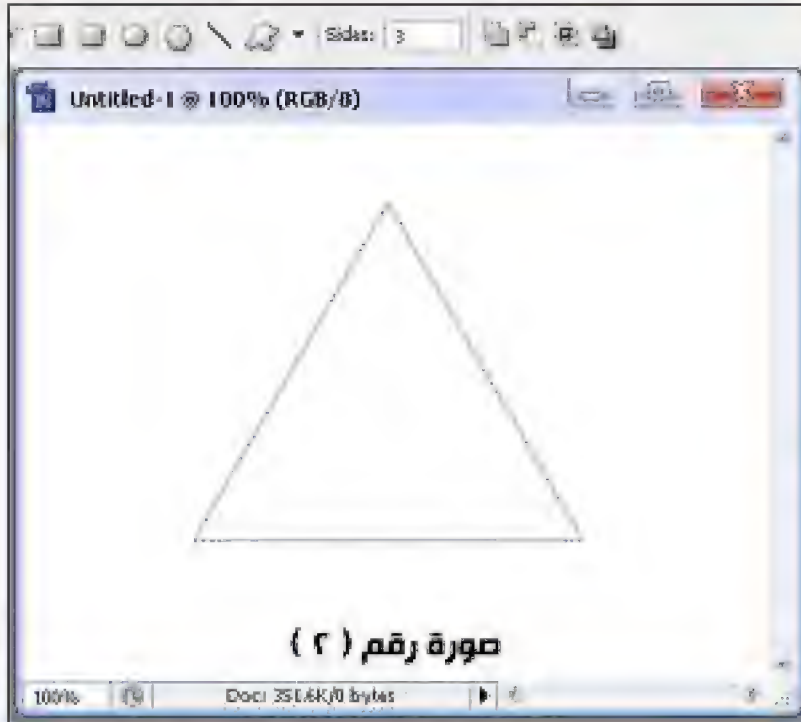 Sides: 3
Untitled-1 @ 100% (RGB/8)
صورة رقم ( ٢ )
100% Doc: 351.6K/0 bytes